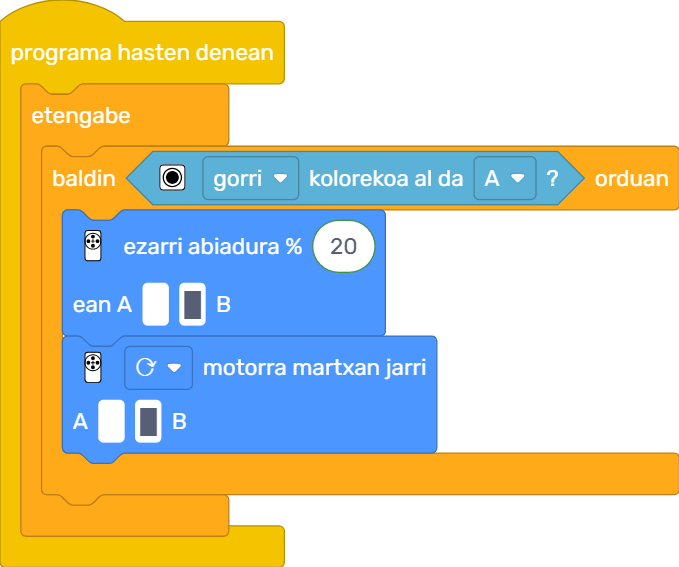 programa hasten denean
etengabe
baldin gorri kolorekoa al da A ? orduan
ezarri abiadura % 20
ean A B
motorra martxan jarri
A B